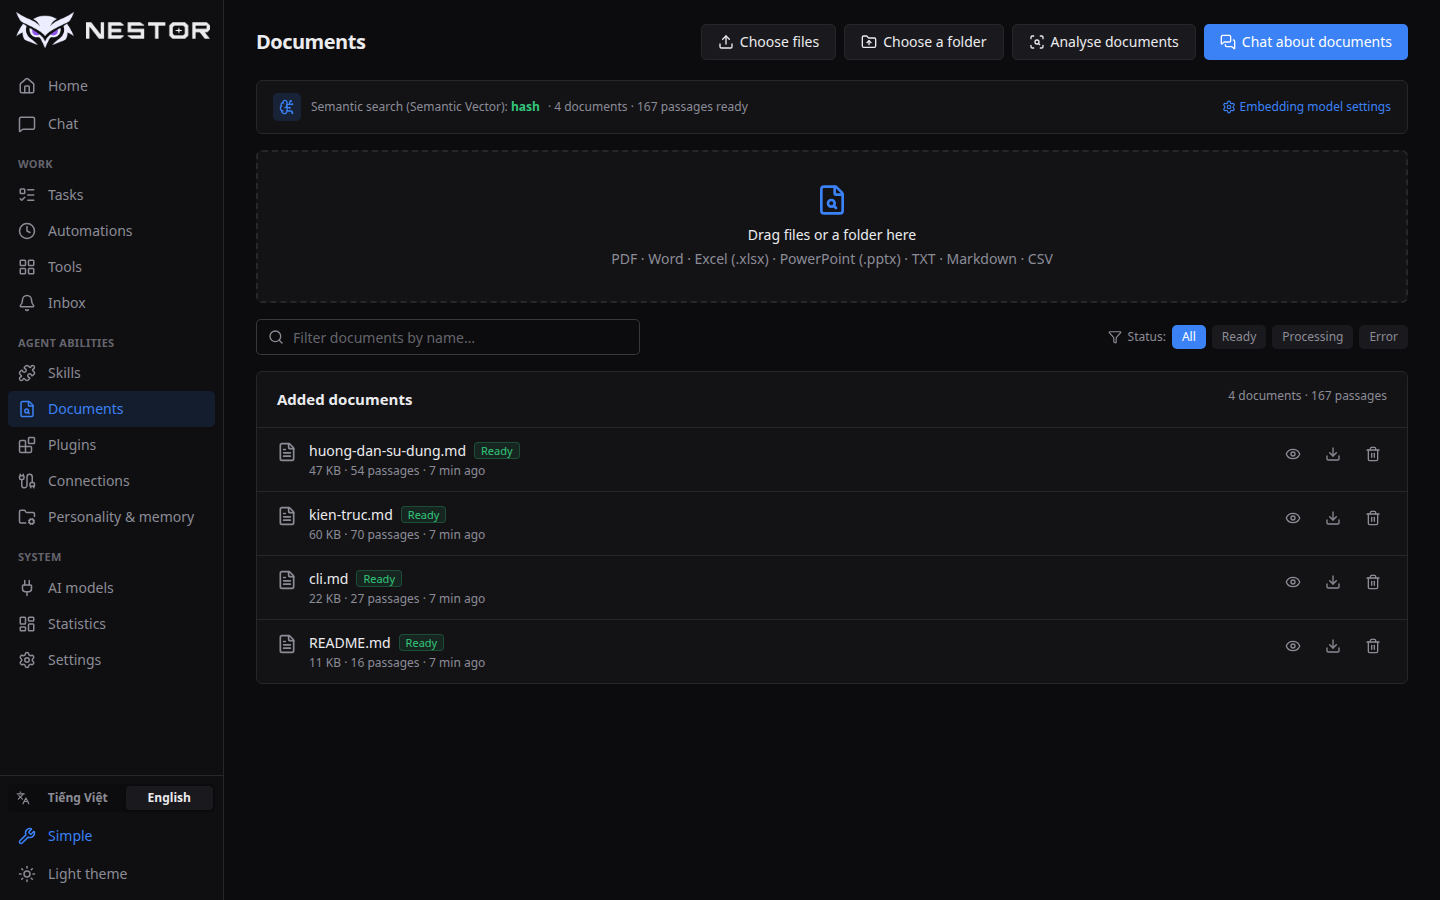 NESTOR
Home
Chat
WORK
Tasks
Automations
Tools
Inbox
AGENT ABILITIES
Skills
Documents
Plugins
Connections
Personality & memory
SYSTEM
AI models
Statistics
Settings
Tiếng Việt English
Simple
Light theme
Documents
Choose files Choose a folder Analyse documents Chat about documents
Semantic search (Semantic Vector): hash · 4 documents · 167 passages ready Embedding model settings
Drag files or a folder here
PDF · Word · Excel (.xlsx) · PowerPoint (.pptx) · TXT · Markdown · CSV
Filter documents by name... Status: All Ready Processing Error
Added documents 4 documents · 167 passages
huong-dan-su-dung.md Ready
47 KB · 54 passages · 7 min ago
kien-truc.md Ready
60 KB · 70 passages · 7 min ago
cli.md Ready
22 KB · 27 passages · 7 min ago
README.md Ready
11 KB · 16 passages · 7 min ago